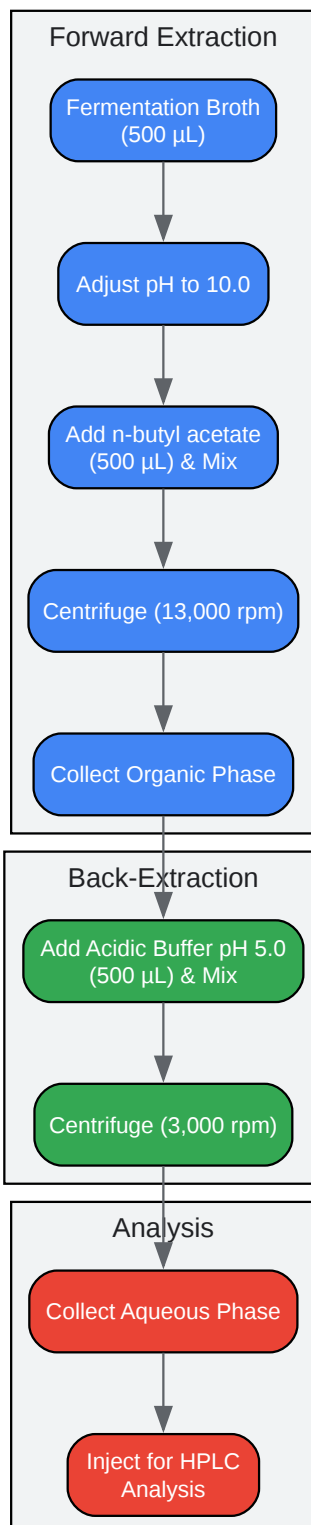 Forward Extraction
Fermentation Broth
(500 µL)
Adjust pH to 10.0
Add n-butyl acetate
(500 µL) & Mix
Centrifuge (13,000 rpm)
Collect Organic Phase
Back-Extraction
Add Acidic Buffer pH 5.0
(500 µL) & Mix
Centrifuge (3,000 rpm)
Analysis
Collect Aqueous Phase
Inject for HPLC
Analysis